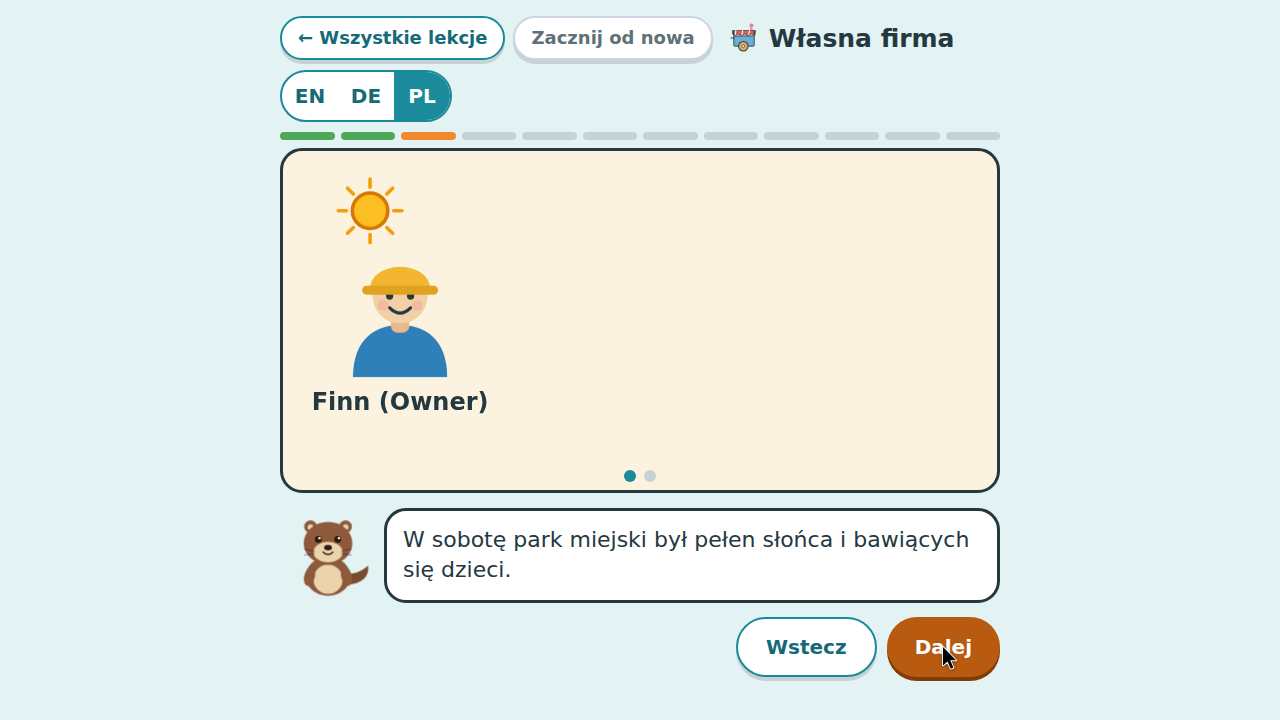 ← Wszystkie lekcje
Zacznij od nowa
Własna firma
EN DE PL
Finn (Owner)
W sobotę park miejski był pełen słońca i bawiących
się dzieci.
Wstecz
Dalej